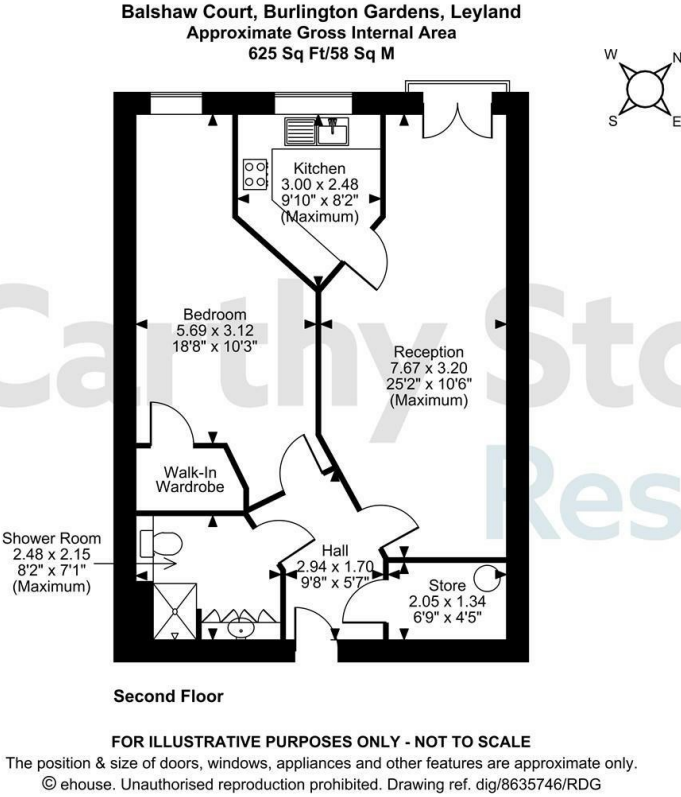 Balshaw Court, Burlington Gardens, Leyland
Approximate Gross Internal Area
625 Sq Ft/58 Sq M
W
N
S
E
Kitchen
3.00 x 2.48
9'10" x 8'2"
(Maximum)
Bedroom
5.69 x 3.12
18'8" x 10'3"
Reception
7.67 x 3.20
25'2" x 10'6"
(Maximum)
Walk-In
Wardrobe
Shower Room
2.48 x 2.15
8'2" x 7'1"
(Maximum)
Hall
2.94 x 1.70
9'8" x 5'7"
Store
2.05 x 1.34
6'9" x 4'5"
Carthy Sto
Res
Second Floor
FOR ILLUSTRATIVE PURPOSES ONLY - NOT TO SCALE
The position & size of doors, windows, appliances and other features are approximate only.
© ehouse. Unauthorised reproduction prohibited. Drawing ref. dig/8635746/RDG